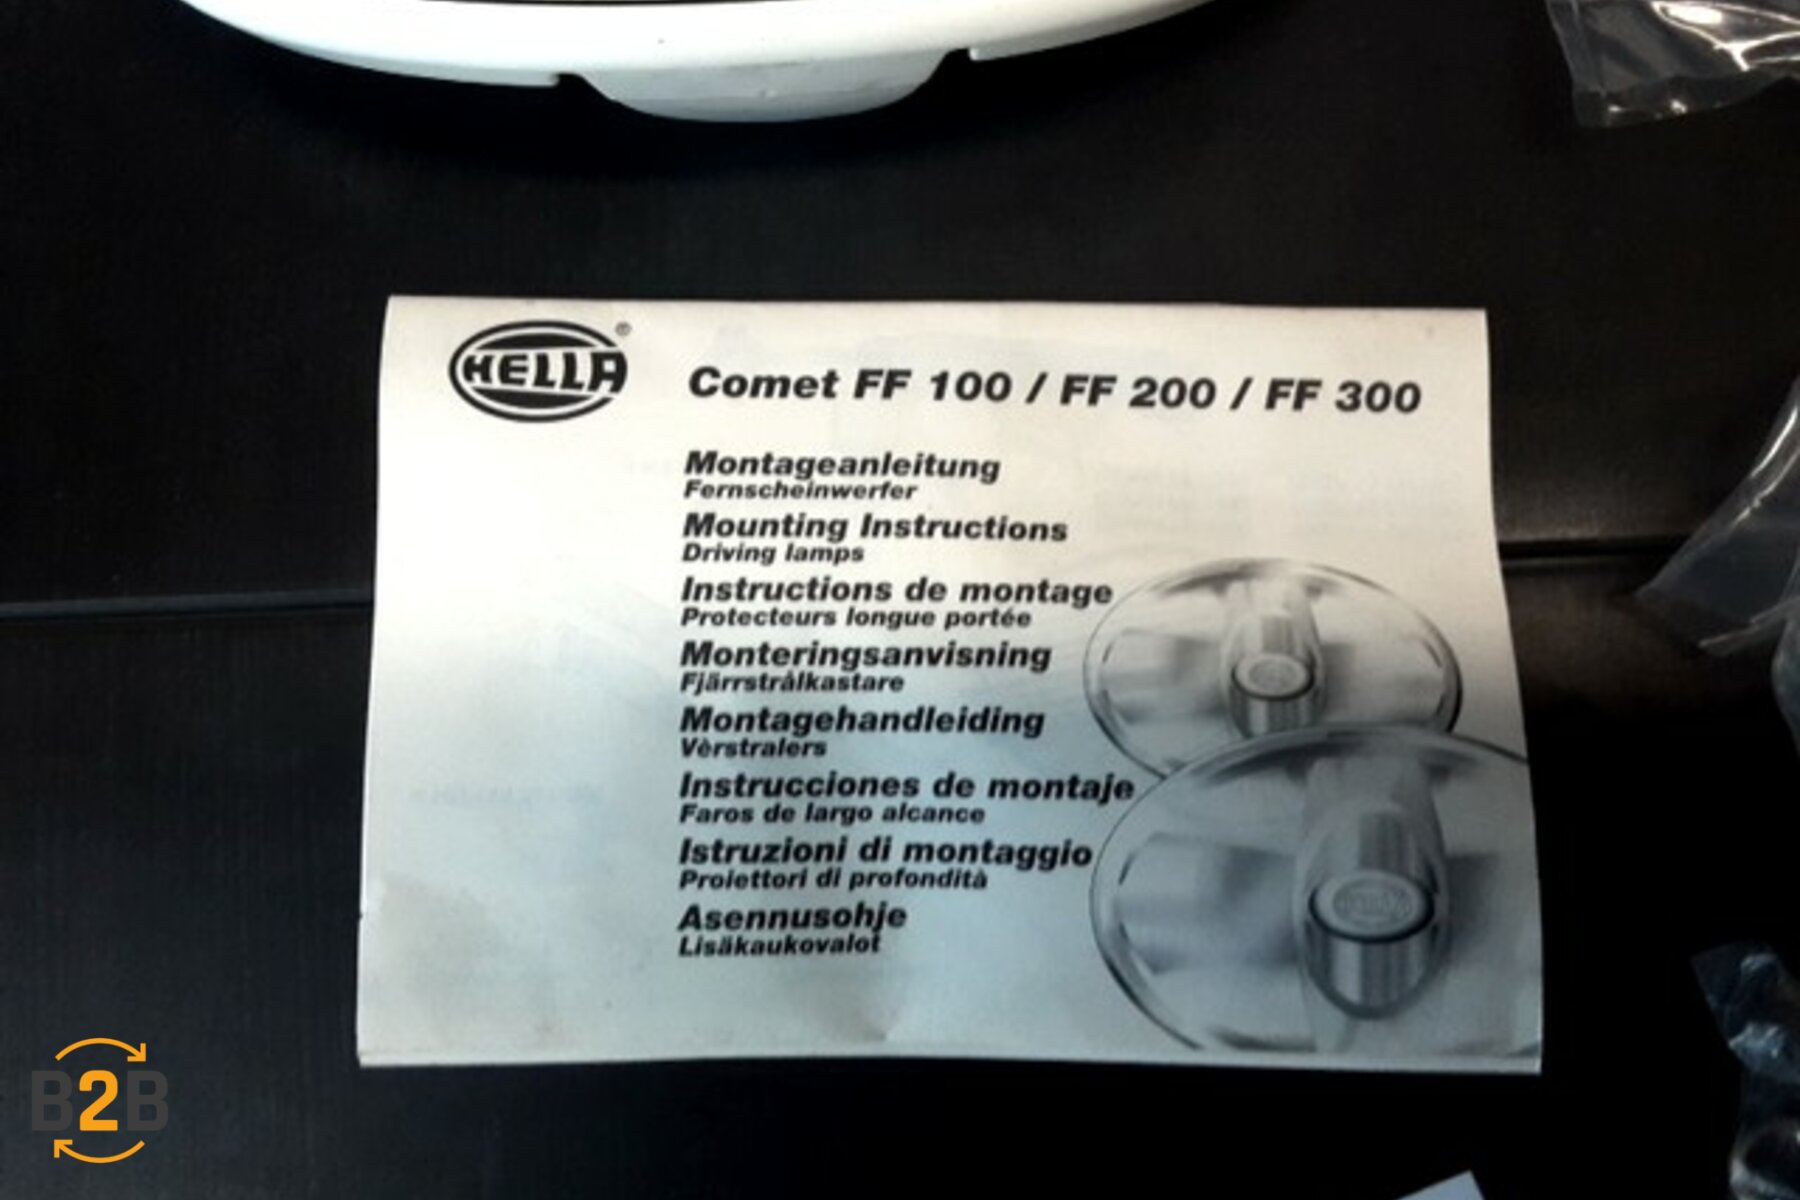 HELLA ®
Comet FF 100 / FF 200 / FF 300
Montageanleitung
Fernscheinwerfer
Mounting Instructions
Driving lamps
Instructions de montage
Protecteurs longue portée
Monteringsanvisning
Fjärrstrålkastare
Montagehandleiding
Vèrstralers
Instrucciones de montaje
Faros de largo alcance
Istruzioni di montaggio
Proiettori di profondità
Asennusohje
Lisäkaukovalot
HELLA
B2B